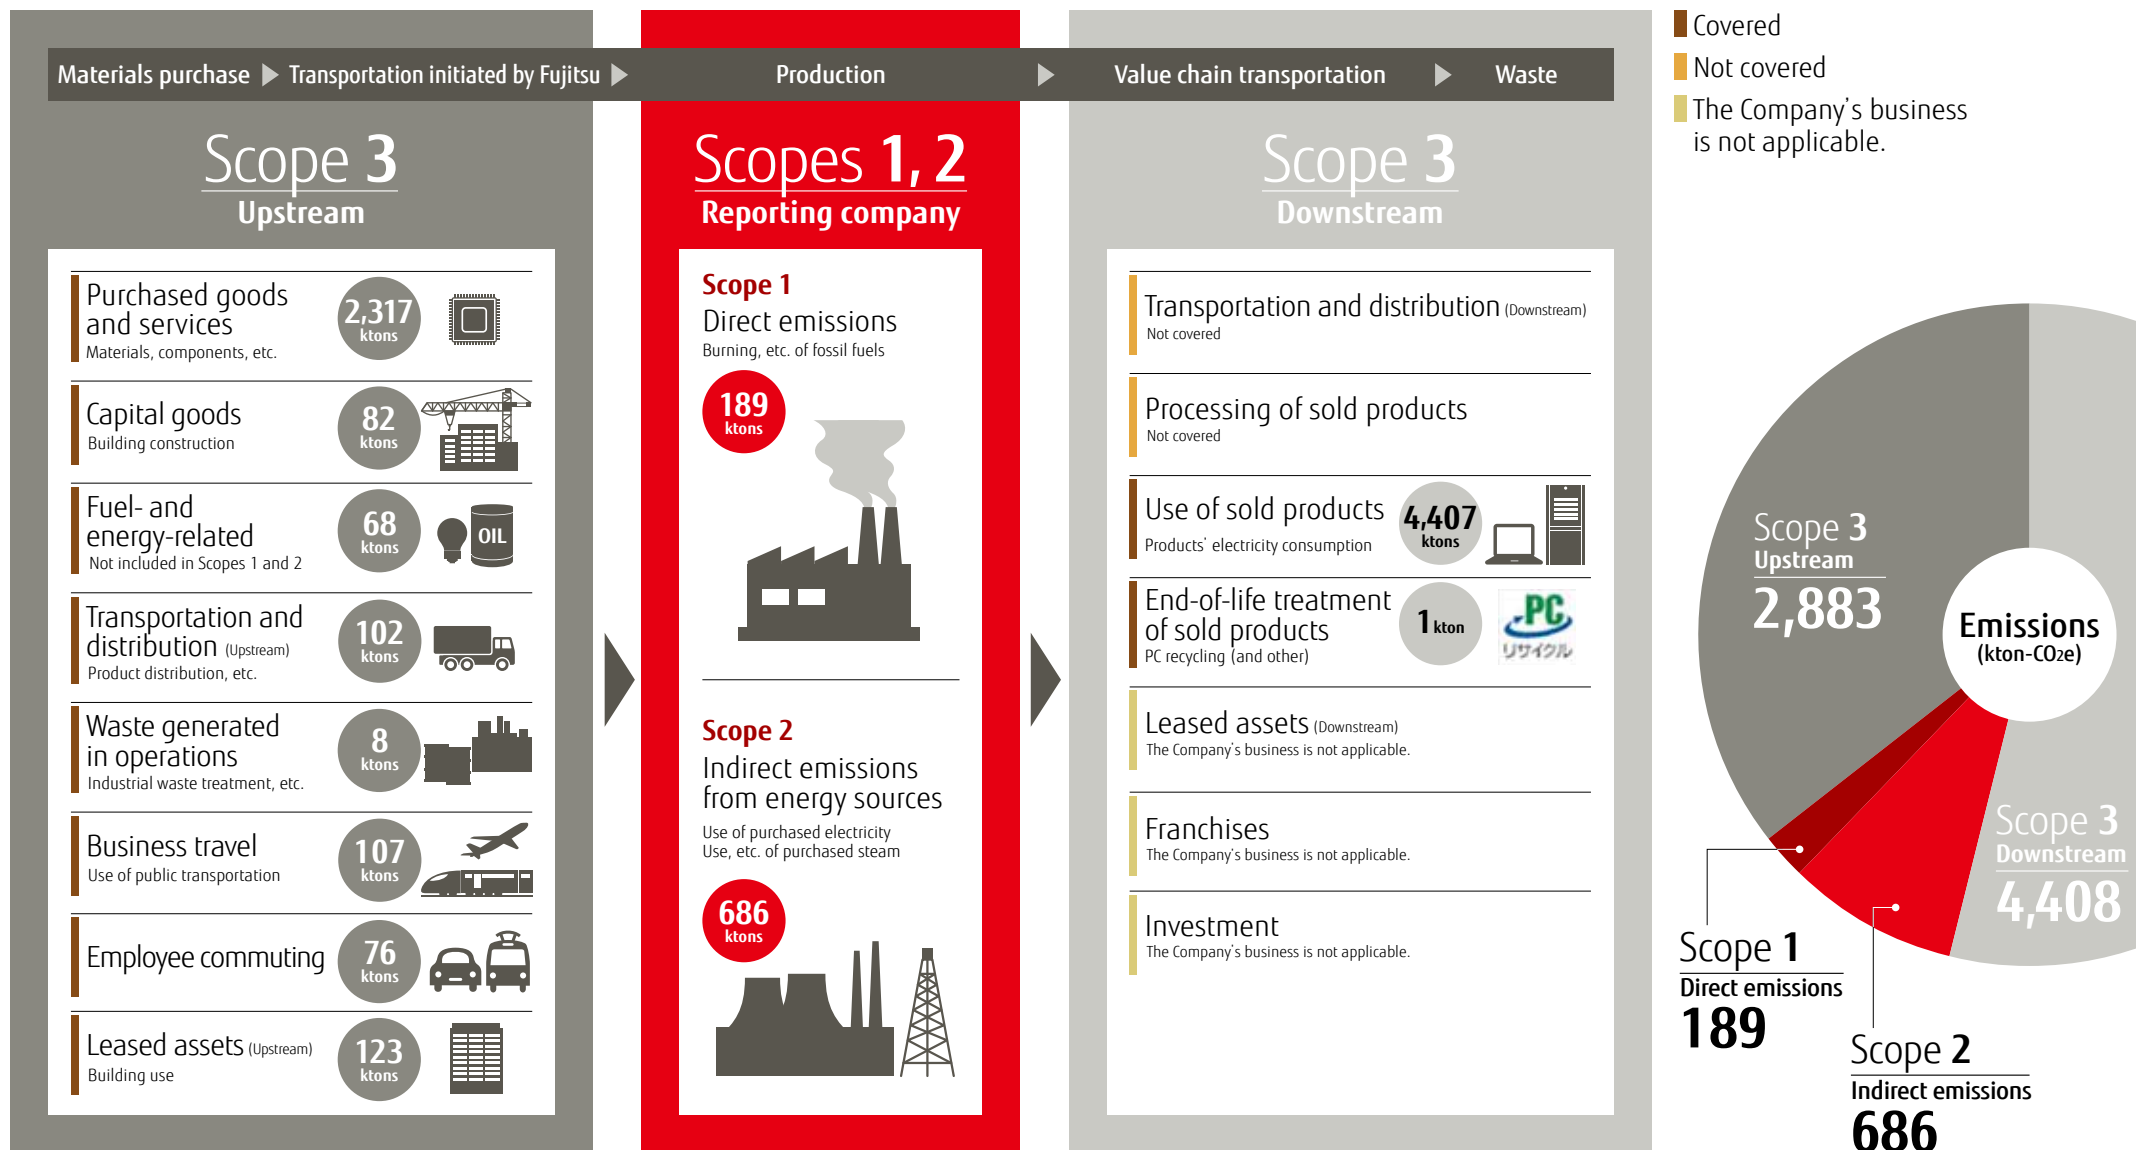 Materials purchase
Transportation initiated by Fujitsu
Production
Value chain transportation
Waste
Scope 3
Upstream
Purchased goods
and services
Materials, components, etc.
2,317
ktons
Capital goods
Building construction
82
ktons
Fuel- and
energy-related
Not included in Scopes 1 and 2
68
ktons
OIL
Transportation and
distribution (Upstream)
Product distribution, etc.
102
ktons
Waste generated
in operations
Industrial waste treatment, etc.
8
ktons
Business travel
Use of public transportation
107
ktons
Employee commuting
76
ktons
Leased assets (Upstream)
Building use
123
ktons
Scopes 1, 2
Reporting company
Scope 1
Direct emissions
Burning, etc. of fossil fuels
189
ktons
Scope 2
Indirect emissions
from energy sources
Use of purchased electricity
Use, etc. of purchased steam
686
ktons
Scope 3
Downstream
Transportation and distribution (Downstream)
Not covered
Processing of sold products
Not covered
Use of sold products
Products' electricity consumption
4,407
ktons
End-of-life treatment
of sold products
PC recycling (and other)
1 kton
PC
リサイクル
Leased assets (Downstream)
The Company's business is not applicable.
Franchises
The Company's business is not applicable.
Investment
The Company's business is not applicable.
Covered
Not covered
The Company's business
is not applicable.
Scope 3
Upstream
2,883
Emissions
(kton-CO2e)
Scope 3
Downstream
4,408
Scope 1
Direct emissions
189
Scope 2
Indirect emissions
686